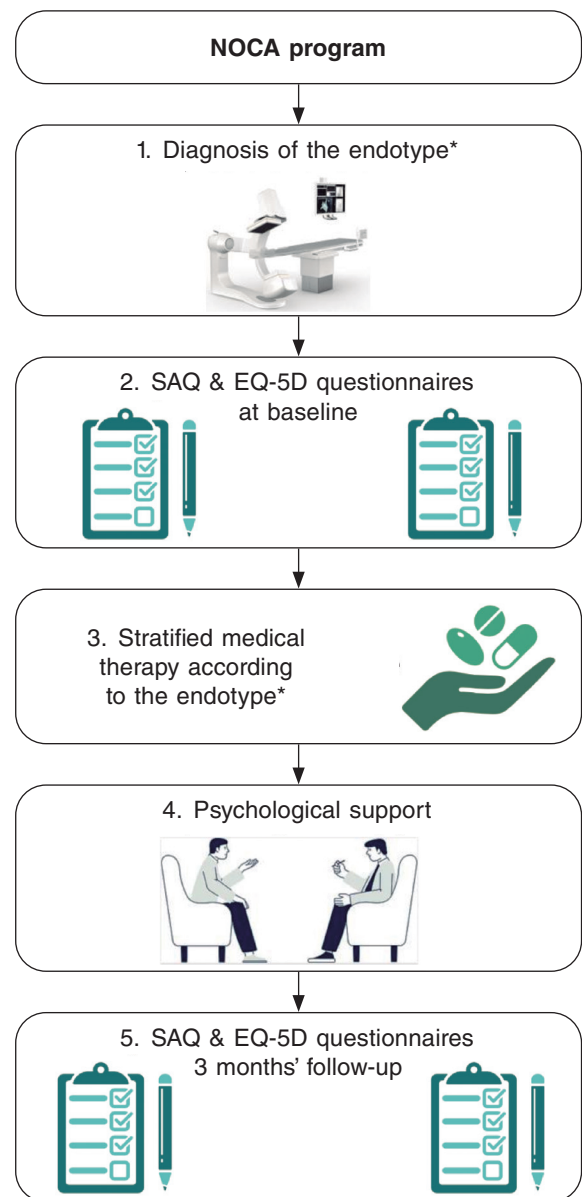 NOCA program
1. Diagnosis of the endotype*
2. SAQ & EQ-5D questionnaires
at baseline
3. Stratified medical
therapy according
to the endotype*
4. Psychological support
5. SAQ & EQ-5D questionnaires
3 months' follow-up